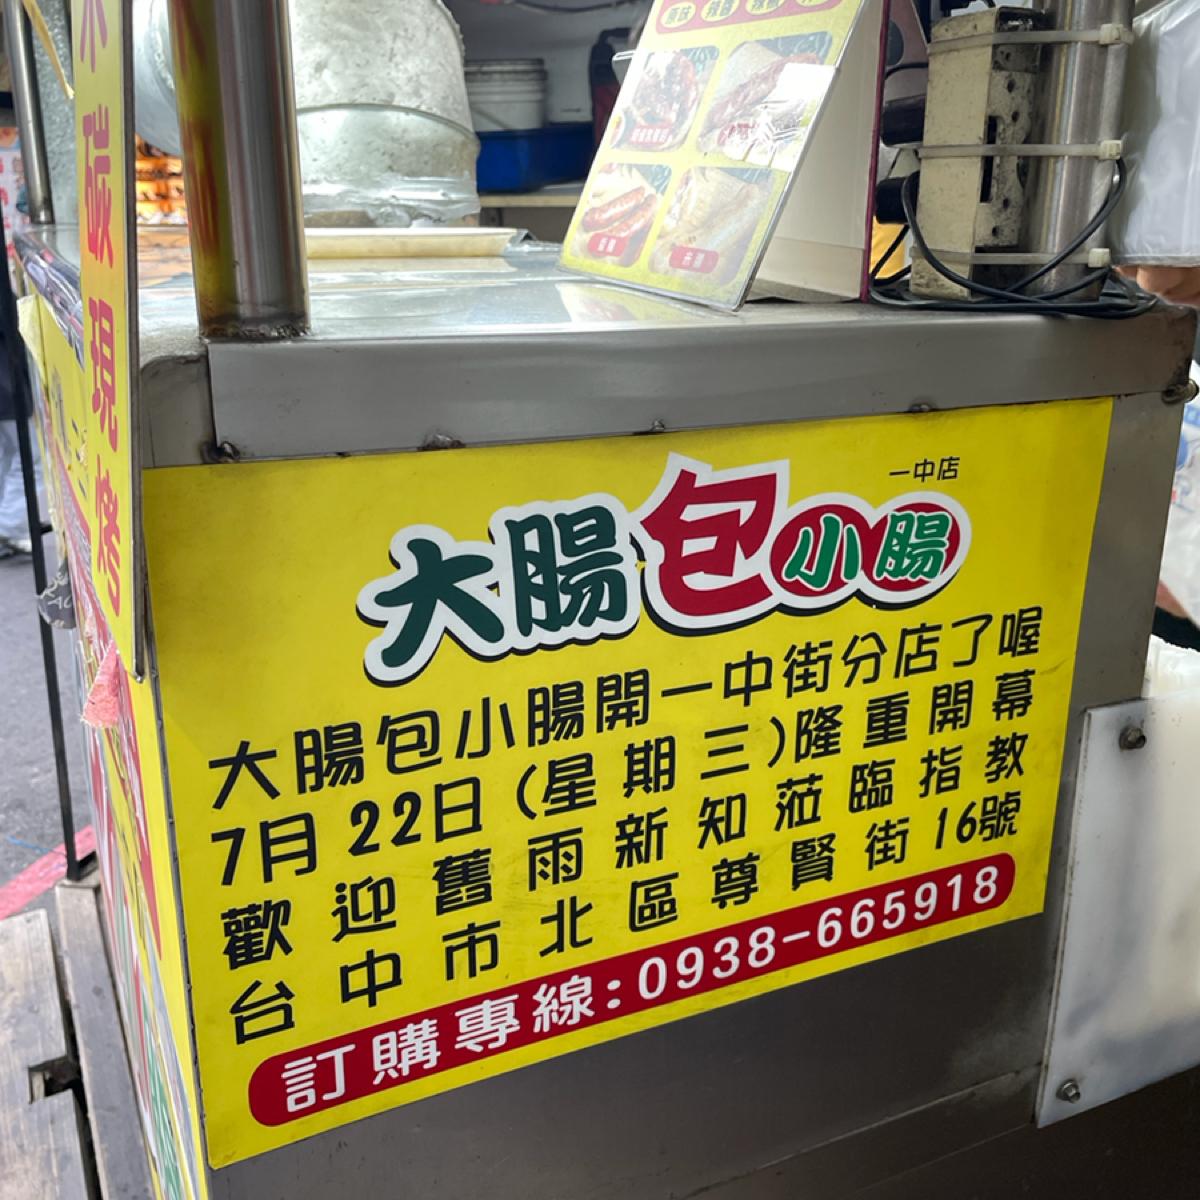 木碳現烤
一中店
大腸包小腸
大腸包小腸開一中街分店了喔
7月22日(星期三)隆重開幕
歡迎舊雨新知蒞臨指教
台中市北區尊賢街16號
訂購專線:0938-665918